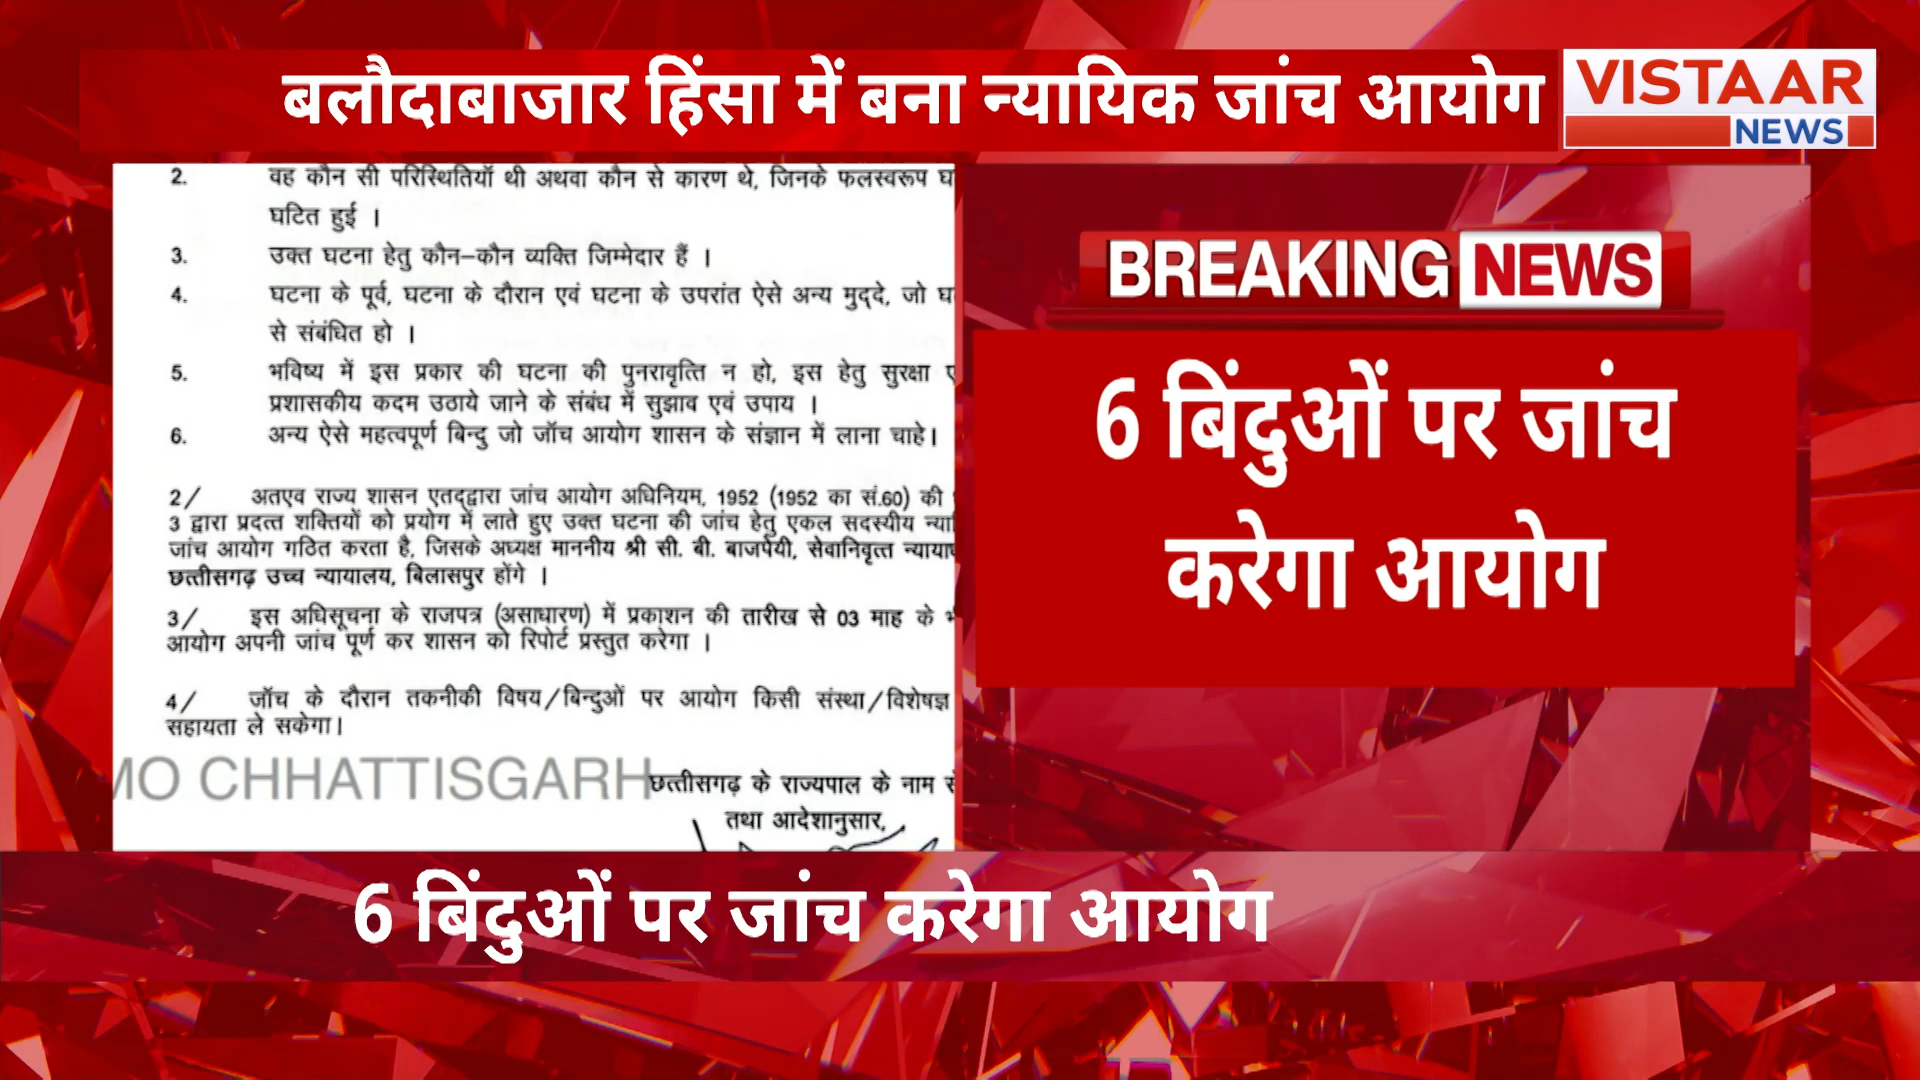 बलौदाबाजार हिंसा में बना न्यायिक जांच आयोग
VISTAAR
NEWS
2. वह कौन सी परिस्थितियॉ थी अथवा कौन से कारण थे, जिनके फलस्वरूप
घटित हुई ।
3. उक्त घटना हेतु कौन–कौन व्यक्ति जिम्मेदार हैं ।
4. घटना के पूर्व, घटना के दौरान एवं घटना के उपरांत ऐसे अन्य मुद्दे, जो
से संबंधित हो ।
5. भविष्य में इस प्रकार की घटना की पुनरावृत्ति न हो, इस हेतु सुरक्षा
प्रशासकीय कदम उठाये जाने के संबंध में सुझाव एवं उपाय ।
6. अन्य ऐसे महत्वपूर्ण बिन्दु जो जॉच आयोग शासन के संज्ञान में लाना चाहे।
2/ अतएव राज्य शासन एतद्द्वारा जांच आयोग अधिनियम, 1952 (1952 का सं.60) की
3 द्वारा प्रदत्त शक्तियों को प्रयोग में लाते हुए उक्त घटना की जांच हेतु एकल सदस्यीय
जांच आयोग गठित करता है, जिसके अध्यक्ष माननीय श्री सी. बी. बाजपेयी, सेवानिवृत्त
छत्तीसगढ़ उच्च न्यायालय, बिलासपुर होंगे ।
3/ इस अधिसूचना के राजपत्र (असाधारण) में प्रकाशन की तारीख से 03 माह के
आयोग अपनी जांच पूर्ण कर शासन को रिपोर्ट प्रस्तुत करेगा ।
4/ जॉच के दौरान तकनीकी विषय/बिन्दुओं पर आयोग किसी संस्था/विशेषज्ञ
सहायता ले सकेगा।
MO CHHATTISGARH
छत्तीसगढ़ के राज्यपाल के नाम से
तथा आदेशानुसार,
BREAKING NEWS
6 बिंदुओं पर जांच
करेगा आयोग
6 बिंदुओं पर जांच करेगा आयोग